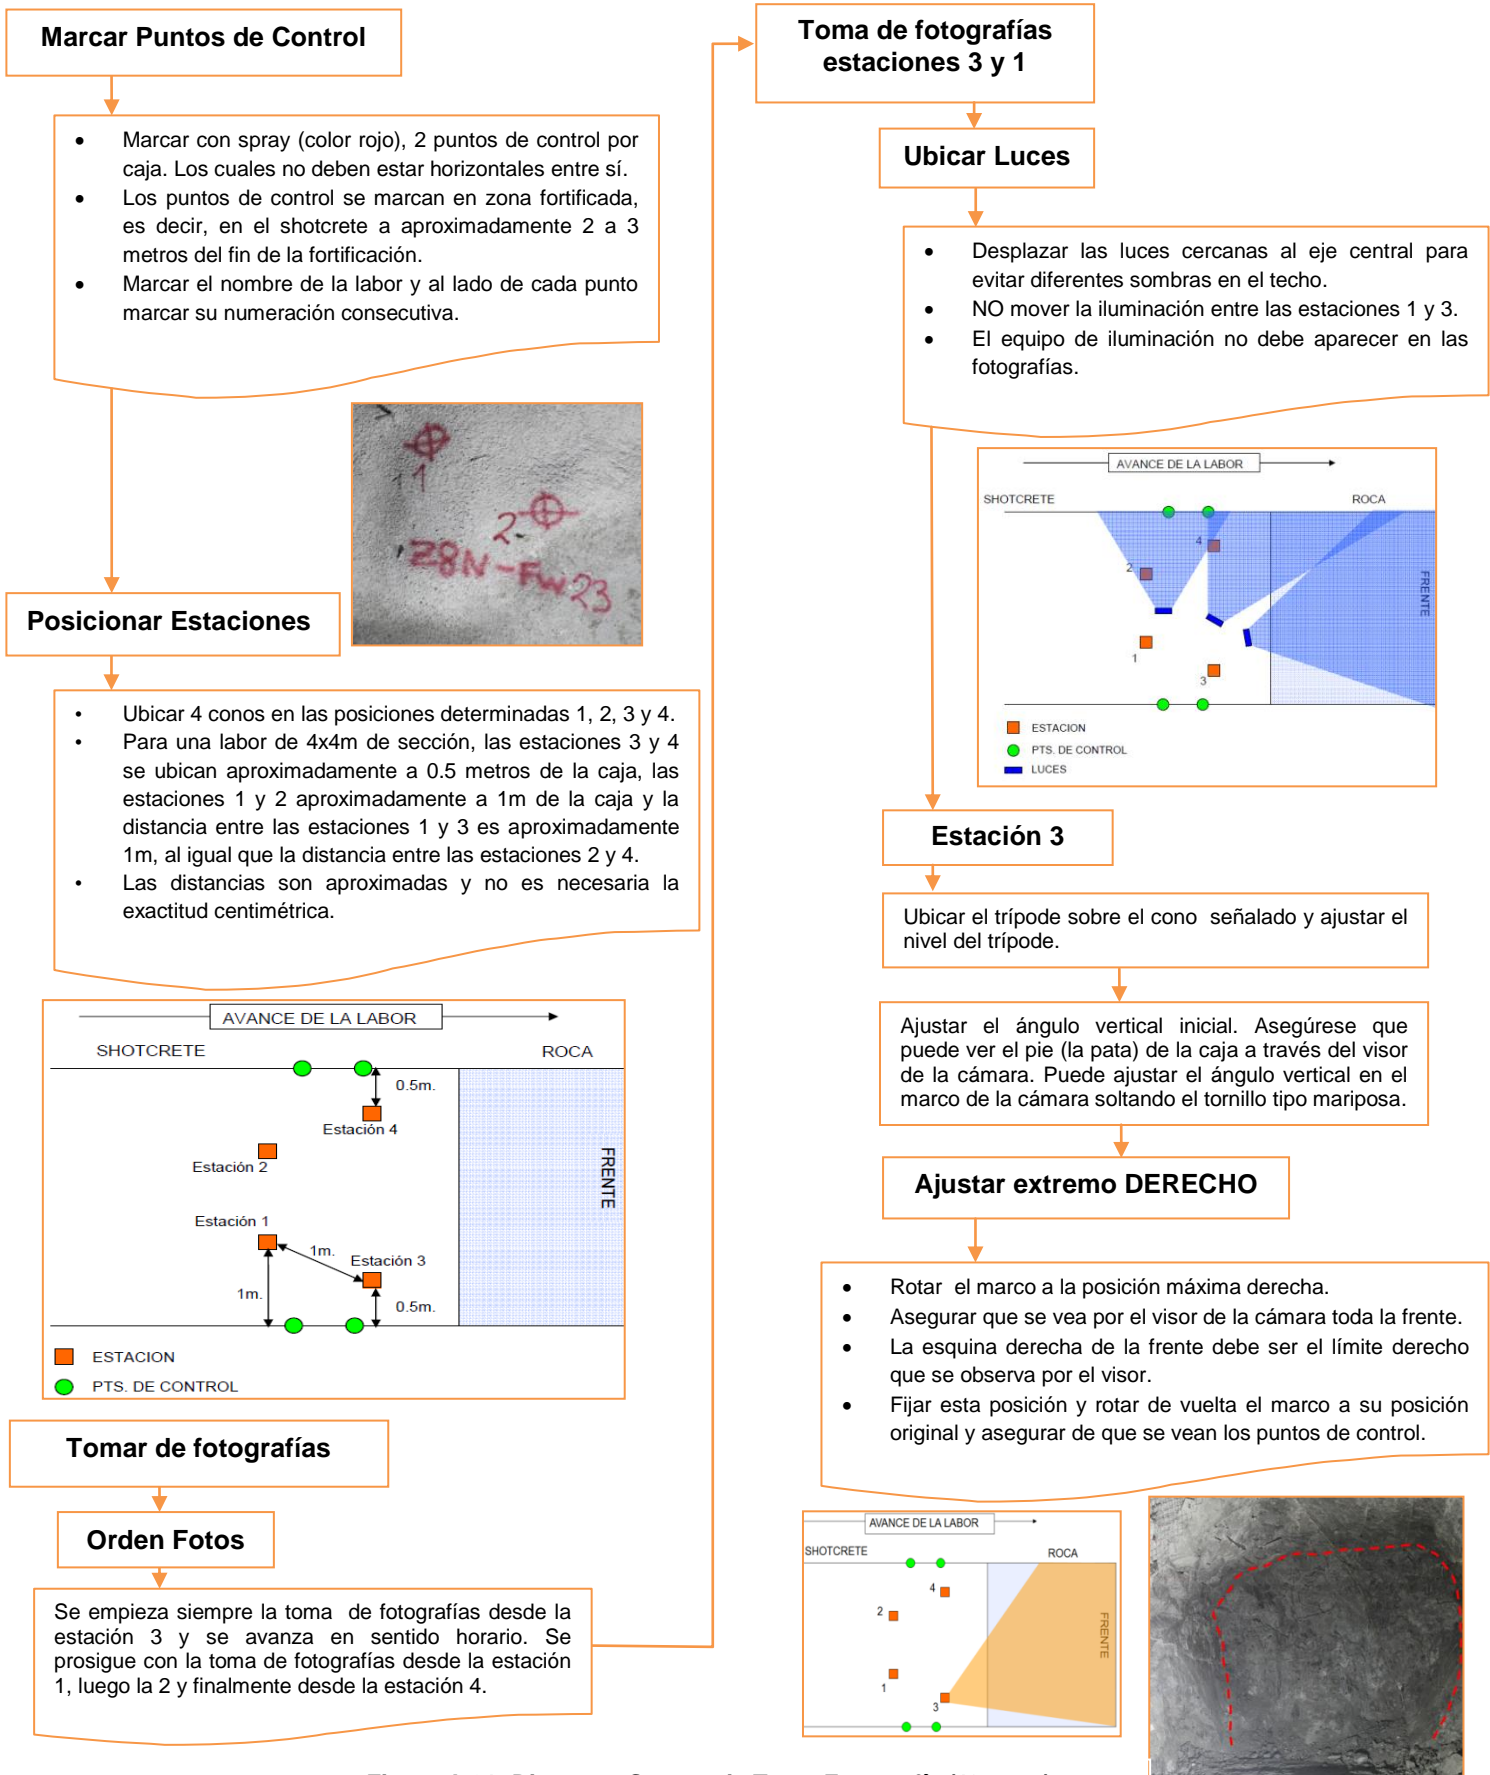 Marcar Puntos de Control
• Marcar con spray (color rojo), 2 puntos de control por
caja. Los cuales no deben estar horizontales entre sí.
• Los puntos de control se marcan en zona fortificada,
es decir, en el shotcrete a aproximadamente 2 a 3
metros del fin de la fortificación.
• Marcar el nombre de la labor y al lado de cada punto
marcar su numeración consecutiva.
1
2
Z8N-FW23
Posicionar Estaciones
• Ubicar 4 conos en las posiciones determinadas 1, 2, 3 y 4.
• Para una labor de 4x4m de sección, las estaciones 3 y 4
se ubican aproximadamente a 0.5 metros de la caja, las
estaciones 1 y 2 aproximadamente a 1m de la caja y la
distancia entre las estaciones 1 y 3 es aproximadamente
1m, al igual que la distancia entre las estaciones 2 y 4.
• Las distancias son aproximadas y no es necesaria la
exactitud centimétrica.
AVANCE DE LA LABOR
SHOTCRETE
ROCA
0.5m.
Estación 4
Estación 2
FRENTE
Estación 1
1m.
Estación 3
1m.
0.5m.
ESTACION
PTS. DE CONTROL
Tomar de fotografías
Orden Fotos
Se empieza siempre la toma de fotografías desde la
estación 3 y se avanza en sentido horario. Se
prosigue con la toma de fotografías desde la estación
1, luego la 2 y finalmente desde la estación 4.
Toma de fotografías
estaciones 3 y 1
Ubicar Luces
• Desplazar las luces cercanas al eje central para
evitar diferentes sombras en el techo.
• NO mover la iluminación entre las estaciones 1 y 3.
• El equipo de iluminación no debe aparecer en las
fotografías.
AVANCE DE LA LABOR
SHOTCRETE
ROCA
4
2
FRENTE
1
3
ESTACION
PTS. DE CONTROL
LUCES
Estación 3
Ubicar el trípode sobre el cono señalado y ajustar el
nivel del trípode.
Ajustar el ángulo vertical inicial. Asegúrese que
puede ver el pie (la pata) de la caja a través del visor
de la cámara. Puede ajustar el ángulo vertical en el
marco de la cámara soltando el tornillo tipo mariposa.
Ajustar extremo DERECHO
• Rotar el marco a la posición máxima derecha.
• Asegurar que se vea por el visor de la cámara toda la frente.
• La esquina derecha de la frente debe ser el límite derecho
que se observa por el visor.
• Fijar esta posición y rotar de vuelta el marco a su posición
original y asegurar de que se vean los puntos de control.
AVANCE DE LA LABOR
SHOTCRETE
ROCA
4
2
FRENTE
1
3